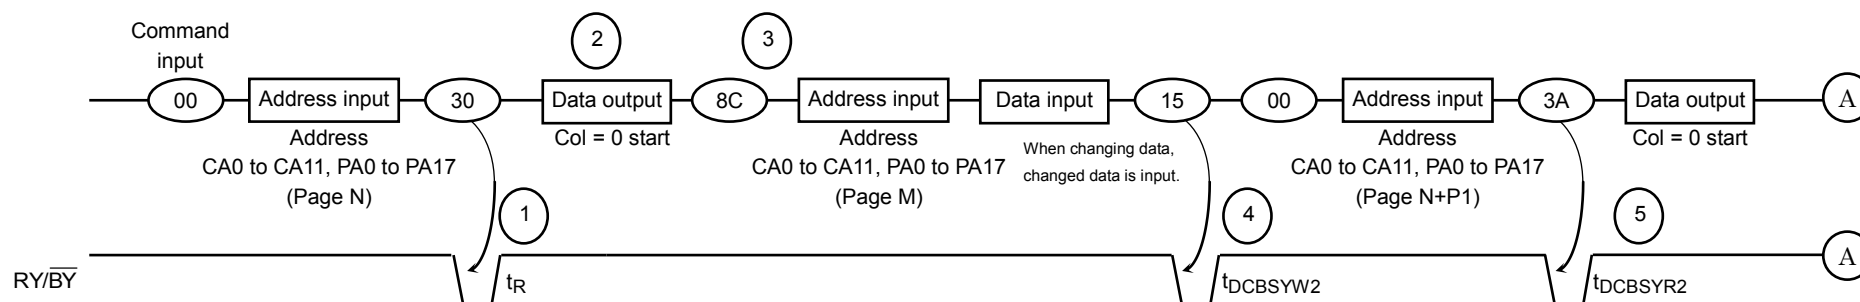 Command
input
2
3
00
Address input
30
Data output
8C
Address input
Data input
15
00
Address input
3A
Data output
A
Address
CA0 to CA11, PA0 to PA17
(Page N)
Col = 0 start
Address
CA0 to CA11, PA0 to PA17
(Page M)
When changing data,
changed data is input.
Address
CA0 to CA11, PA0 to PA17
(Page N+P1)
Col = 0 start
1
4
5
RY/BY
tR
tDCBSYW2
tDCBSYR2
A